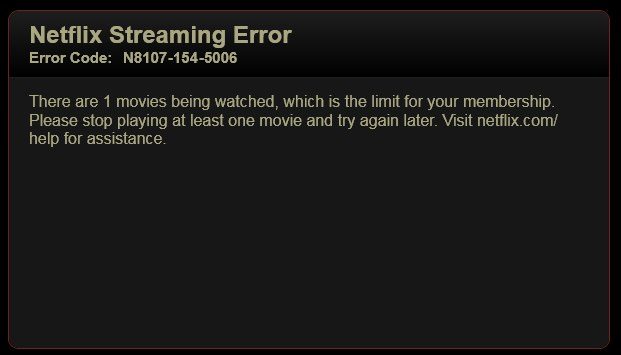 Netflix Streaming Error
Error Code: N8107-154-5006
There are 1 movies being watched, which is the limit for your membership.
Please stop playing at least one movie and try again later. Visit netflix.com/
help for assistance.